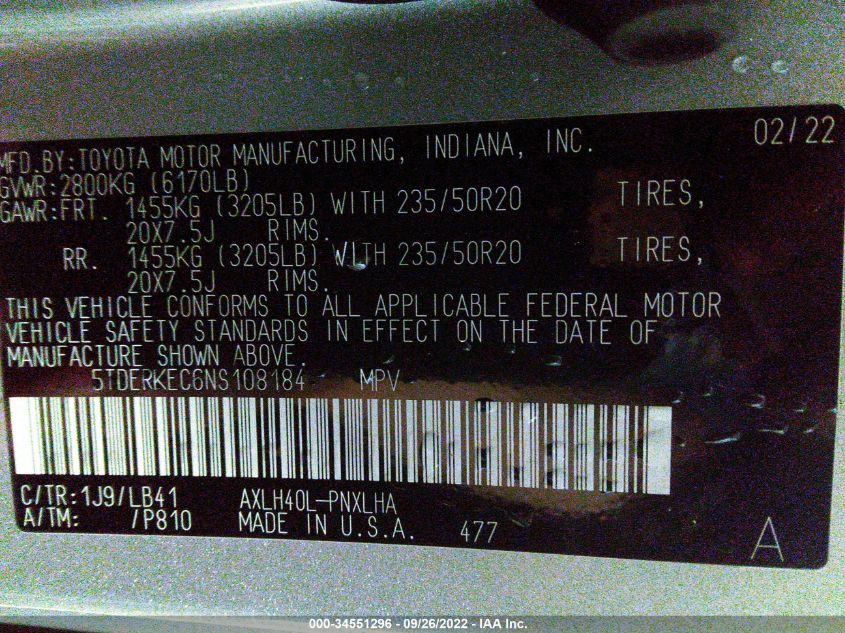 MFD.BY:TOYOTA MOTOR MANUFACTURING, INDIANA, INC. 02/22
GVWR:2800KG (6170LB)
GAWR:FRT. 1455KG (3205LB) WITH 235/50R20 TIRES,
20X7.5J RIMS.
RR. 1455KG (3205LB) WITH 235/50R20 TIRES,
20X7.5J RIMS.
THIS VEHICLE CONFORMS TO ALL APPLICABLE FEDERAL MOTOR
VEHICLE SAFETY STANDARDS IN EFFECT ON THE DATE OF
MANUFACTURE SHOWN ABOVE.
5TDERKEC6NS108184 MPV
C/TR:1J9/LB41 AXLH40L-PNXLHA
A/TM: /P810 MADE IN U.S.A. 477
A
000-34551296 - 09/26/2022 - IAA Inc.